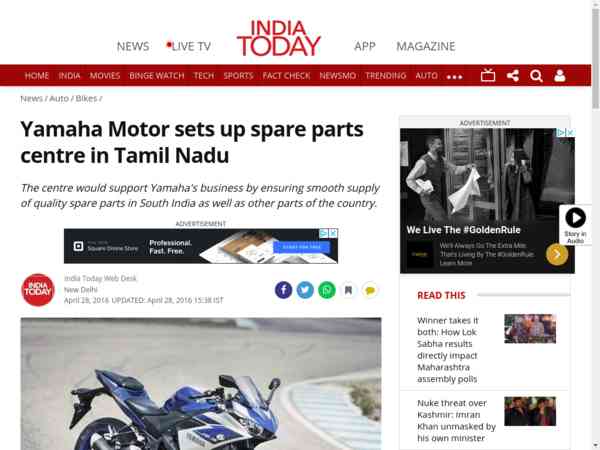 NEWS
LIVE TV
INDIA
TODAY
APP
MAGAZINE
HOME INDIA MOVIES BINGE WATCH TECH SPORTS FACT CHECK NEWSMO TRENDING AUTO
News / Auto / Bikes /
Yamaha Motor sets up spare parts
centre in Tamil Nadu
The centre would support Yamaha's business by ensuring smooth supply
of quality spare parts in South India as well as other parts of the country.
ADVERTISEMENT
Square Online Store
Professional.
Fast. Free.
INDIA
TODAY
India Today Web Desk
New Delhi
April 28, 2016 UPDATED: April 28, 2016 15:38 IST
YAMAHA
ADVERTISEMENT
We Live The #GoldenRule
We'll Always Go The Extra Mile.
That's Living By The #GoldenRule.
Learn More
Story in
Audio
READ THIS
Winner takes it
both: How Lok
Sabha results
directly impact
Maharashtra
assembly polls
Nuke threat over
Kashmir: Imran
Khan unmasked by
his own minister